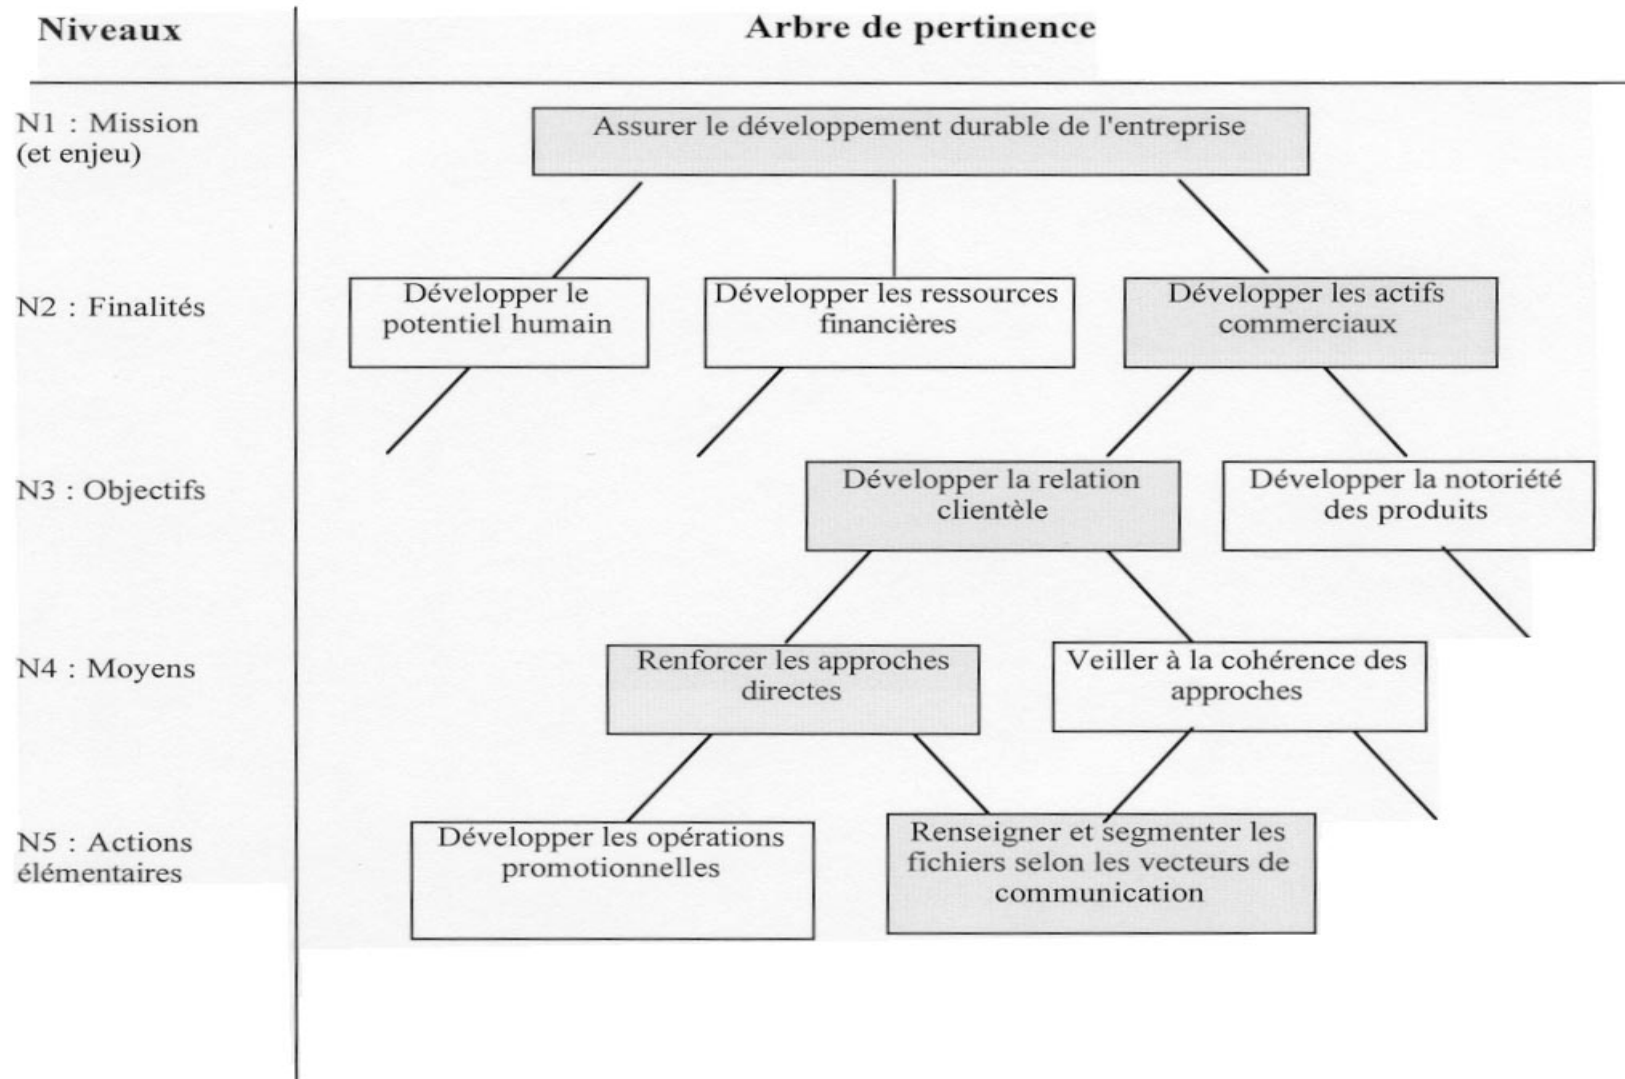 Niveaux
Arbre de pertinence
N1 : Mission
(et enjeu)
Assurer le développement durable de l'entreprise
N2 : Finalités
Développer le
potentiel humain
Développer les ressources
financières
Développer les actifs
commerciaux
N3 : Objectifs
Développer la relation
clientèle
Développer la notoriété
des produits
N4 : Moyens
Renforcer les approches
directes
Veiller à la cohérence des
approches
N5 : Actions
élémentaires
Développer les opérations
promotionnelles
Renseigner et segmenter les
fichiers selon les vecteurs de
communication